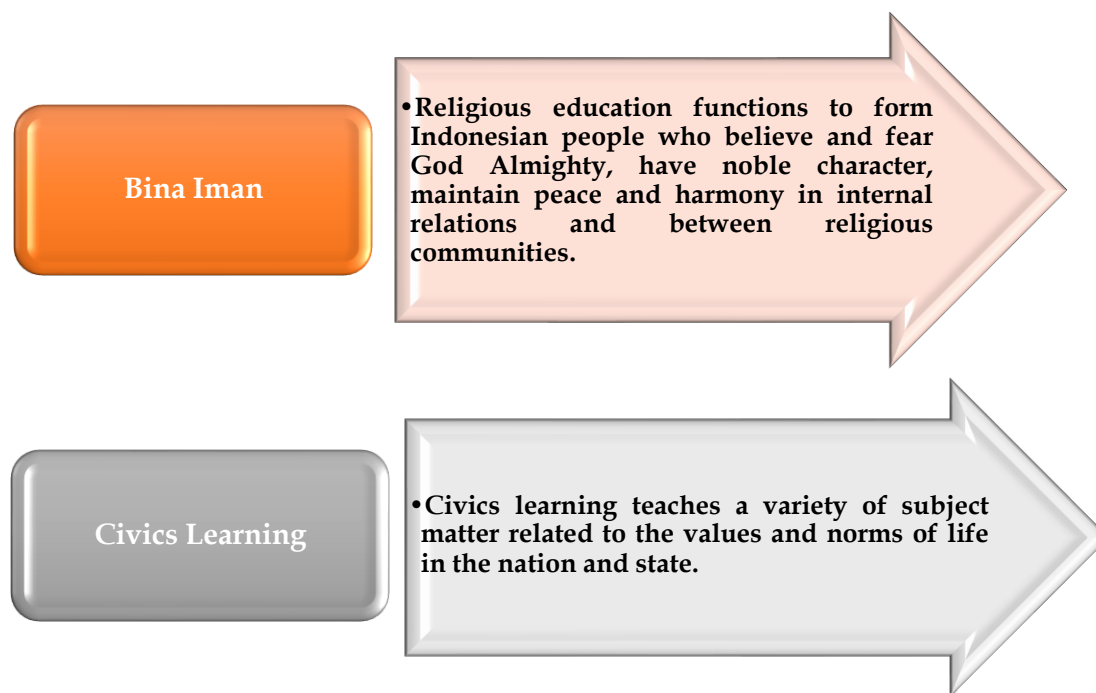 Bina Iman
•Religious education functions to form
Indonesian people who believe and fear
God Almighty, have noble character,
maintain peace and harmony in internal
relations and between religious
communities.
Civics Learning
•Civics learning teaches a variety of subject
matter related to the values and norms of life
in the nation and state.